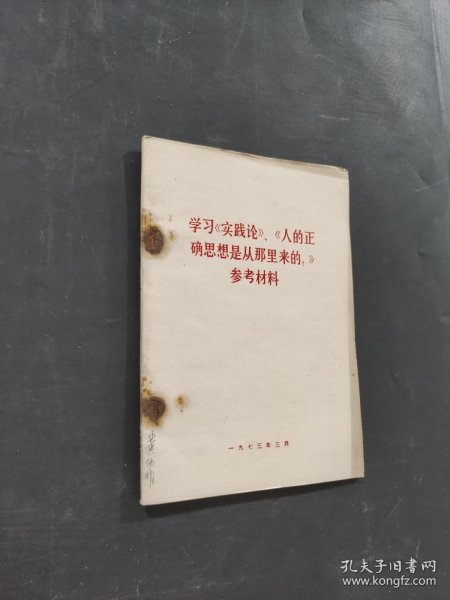 学习《实践论》、《人的正
确思想是从那里来的?》
参考材料
一九七三年三月
孔夫子旧书网
www.kongfz.com